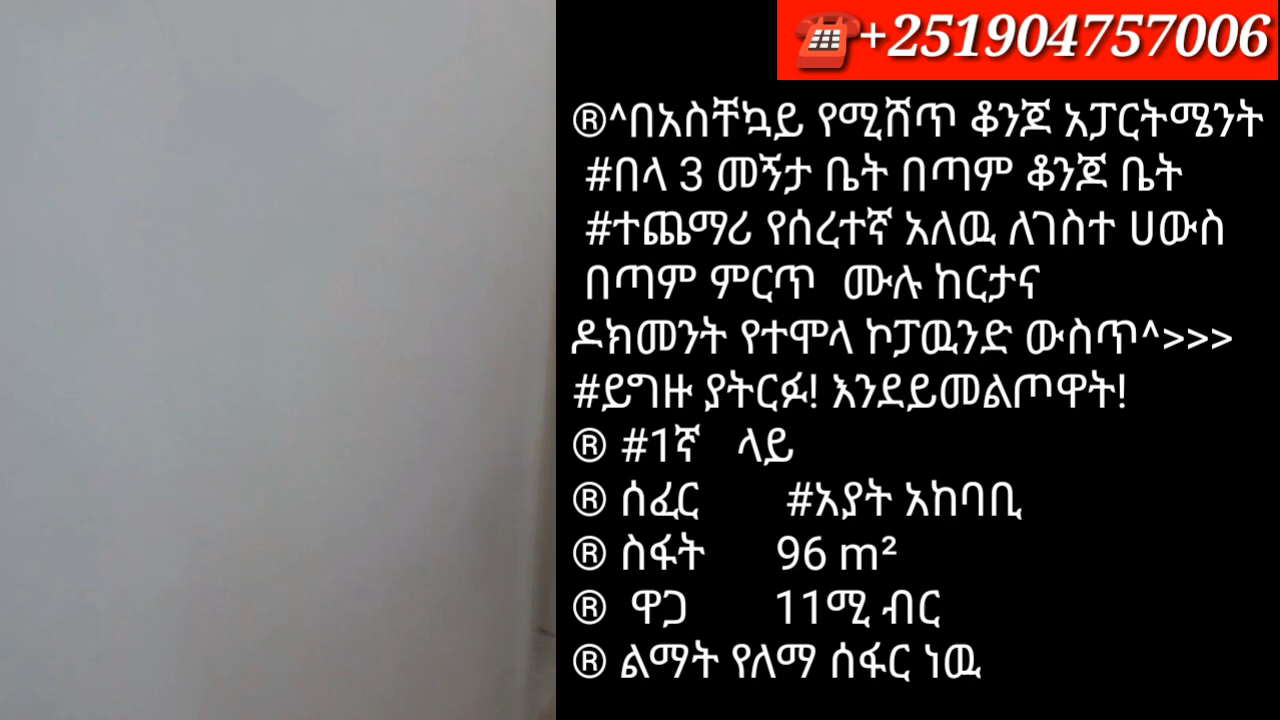 ☎+251904757006
®^በአስቸኳይ የሚሸጥ ቆንጆ አፓርትሜንት
#በላ 3 መኝታ ቤት በጣም ቆንጆ ቤት
#ተጨማሪ የሰረተኛ አለዉ ለገስተ ሀውስ
በጣም ምርጥ ሙሉ ከርታና
ዶክመንት የተሞላ ኮፓዉንድ ውስጥ^>>>
#ይግዙ ያትርፉ! እንደይመልጦዋት!
® #1ኛ ላይ
® ሰፈር #አያት አከባቢ
® ስፋት 96 m²
® ዋጋ 11ሚ ብር
® ልማት የለማ ሰፋር ነዉ